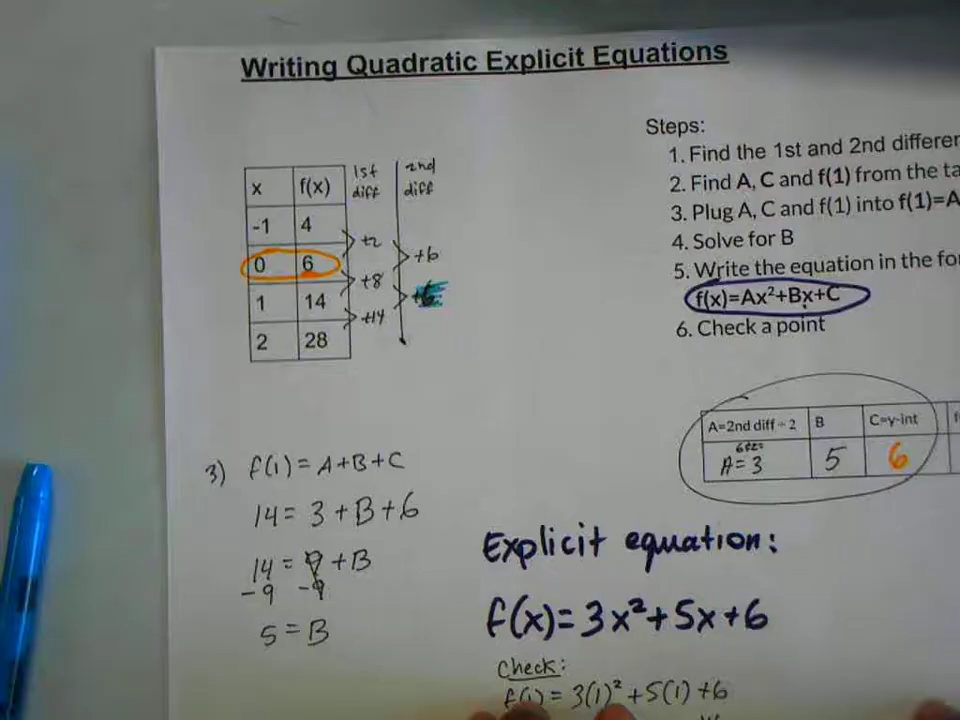 Writing Quadratic Explicit Equations
Steps:
1. Find the 1st and 2nd
2. Find A, C and f(1) from the
3. Plug A, C and f(1) into f(1)=A
4. Solve for B
5. Write the equation in the
f(x)=Ax²+Bx+C
6. Check a point
x f(x) 1st diff 2nd diff
-1 4
+2
0 6 +6
+8
1 14 +6
+14
2 28
A=2nd diff ÷ 2 B C=y-int
6÷2=
A=3 5 6
3) f(1) = A+B+C
14 = 3 + B + 6
14 = 9 + B
-9 -9
5 = B
Explicit equation:
f(x) = 3x² + 5x + 6
Check:
f(1) = 3(1)² + 5(1) + 6